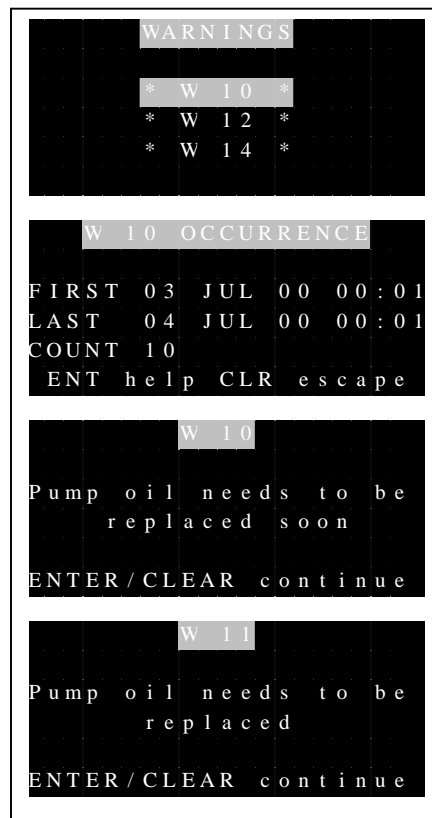 WARNINGS
* W 10 *
* W 12 *
* W 14 *
W 10 OCCURRENCE
FIRST 03 JUL 00 00:01
LAST 04 JUL 00 00:01
COUNT 10
ENT help CLR escape
W 10
Pump oil needs to be
replaced soon
ENTER/CLEAR continue
W 11
Pump oil needs to be
replaced
ENTER/CLEAR continue